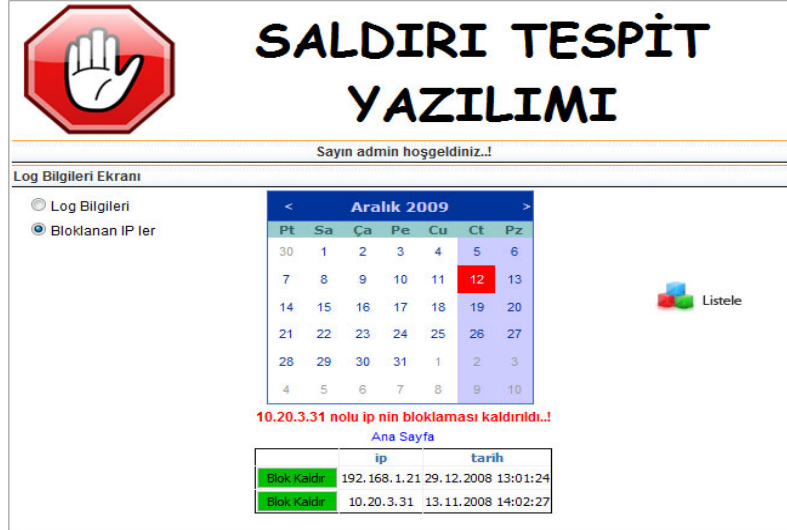 SALDIRI TESPİT
YAZILIMI
Sayın admin hoşgeldiniz..!
Log Bilgileri Ekranı
Log Bilgileri
Bloklanan IP ler
< Aralık 2009 >
Pt Sa Ça Pe Cu Ct Pz
30 1 2 3 4 5 6
7 8 9 10 11 12 13
14 15 16 17 18 19 20
21 22 23 24 25 26 27
28 29 30 31 1 2 3
4 5 6 7 8 9 10
Listele
10.20.3.31 nolu ip nin bloklaması kaldırıldı..!
Ana Sayfa
ip tarih
Blok Kaldır 192.168.1.21 29.12.2008 13:01:24
Blok Kaldır 10.20.3.31 13.11.2008 14:02:27